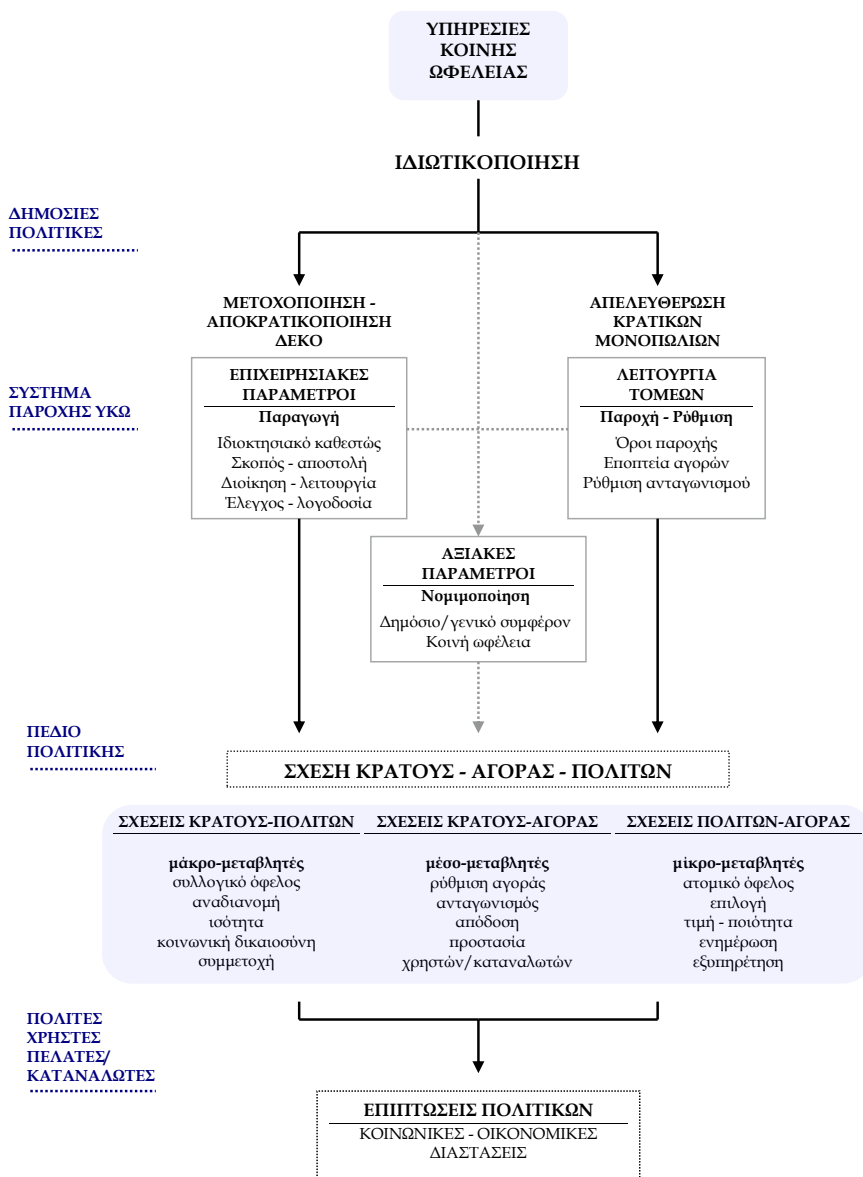 ΥΠΗΡΕΣΙΕΣ
ΚΟΙΝΗΣ
ΩΦΕΛΕΙΑΣ
ΙΔΙΩΤΙΚΟΠΟΙΗΣΗ
ΔΗΜΟΣΙΕΣ
ΠΟΛΙΤΙΚΕΣ
ΜΕΤΟΧΟΠΟΙΗΣΗ -
ΑΠΟΚΡΑΤΙΚΟΠΟΙΗΣΗ
ΔΕΚΟ
ΑΠΕΛΕΥΘΕΡΩΣΗ
ΚΡΑΤΙΚΩΝ
ΜΟΝΟΠΩΛΙΩΝ
ΣΥΣΤΗΜΑ
ΠΑΡΟΧΗΣ ΥΚΩ
ΕΠΙΧΕΙΡΗΣΙΑΚΕΣ
ΠΑΡΑΜΕΤΡΟΙ
Παραγωγή
Ιδιοκτησιακό καθεστώς
Σκοπός - αποστολή
Διοίκηση - λειτουργία
Έλεγχος - λογοδοσία
ΛΕΙΤΟΥΡΓΙΑ
ΤΟΜΕΩΝ
Παροχή - Ρύθμιση
Όροι παροχής
Εποπτεία αγορών
Ρύθμιση ανταγωνισμού
ΑΞΙΑΚΕΣ
ΠΑΡΑΜΕΤΡΟΙ
Νομιμοποίηση
Δημόσιο/γενικό συμφέρον
Κοινή ωφέλεια
ΠΕΔΙΟ
ΠΟΛΙΤΙΚΗΣ
ΣΧΕΣΗ ΚΡΑΤΟΥΣ - ΑΓΟΡΑΣ - ΠΟΛΙΤΩΝ
ΣΧΕΣΕΙΣ ΚΡΑΤΟΥΣ-ΠΟΛΙΤΩΝ
μάκρο-μεταβλητές
συλλογικό όφελος
αναδιανομή
ισότητα
κοινωνική δικαιοσύνη
συμμετοχή
ΣΧΕΣΕΙΣ ΚΡΑΤΟΥΣ-ΑΓΟΡΑΣ
μέσο-μεταβλητές
ρύθμιση αγοράς
ανταγωνισμός
απόδοση
προστασία
χρηστών/καταναλωτών
ΣΧΕΣΕΙΣ ΠΟΛΙΤΩΝ-ΑΓΟΡΑΣ
μίκρο-μεταβλητές
ατομικό όφελος
επιλογή
τιμή - ποιότητα
ενημέρωση
εξυπηρέτηση
ΠΟΛΙΤΕΣ
ΧΡΗΣΤΕΣ
ΠΕΛΑΤΕΣ/
ΚΑΤΑΝΑΛΩΤΕΣ
ΕΠΙΠΤΩΣΕΙΣ ΠΟΛΙΤΙΚΩΝ
ΚΟΙΝΩΝΙΚΕΣ - ΟΙΚΟΝΟΜΙΚΕΣ
ΔΙΑΣΤΑΣΕΙΣ